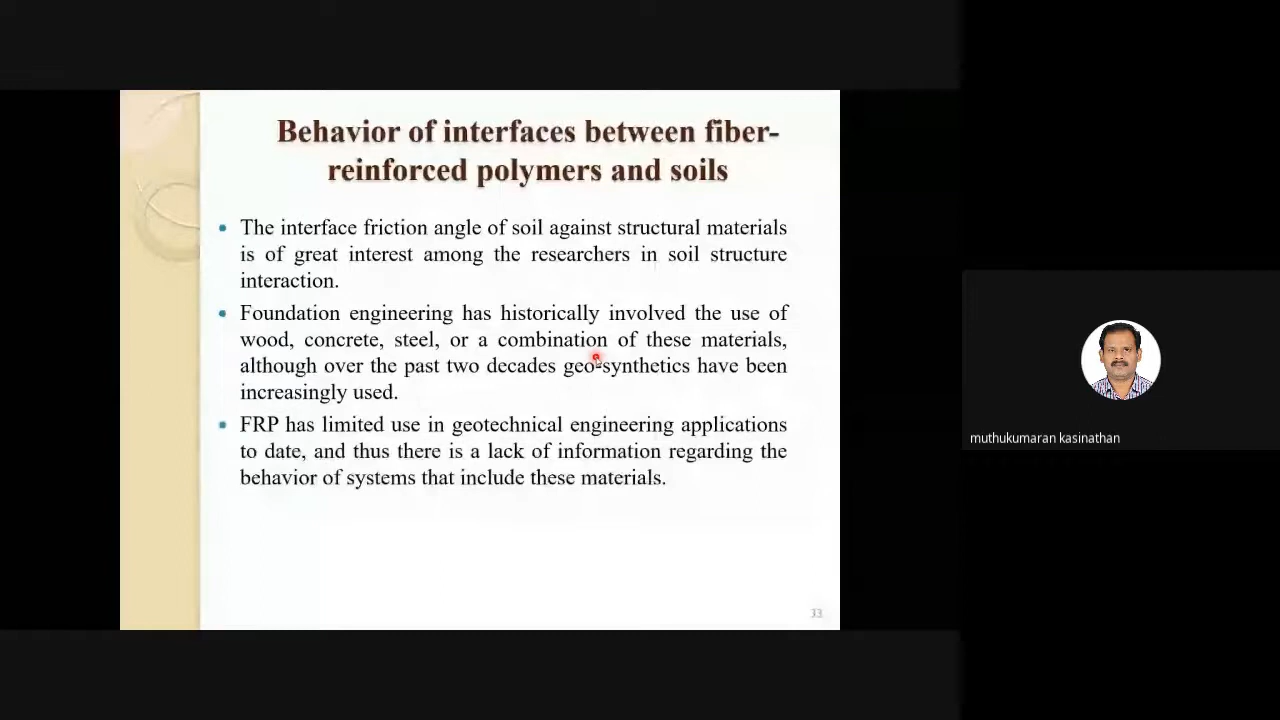 Behavior of interfaces between fiber-
reinforced polymers and soils
The interface friction angle of soil against structural materials
is of great interest among the researchers in soil structure
interaction.
Foundation engineering has historically involved the use of
wood, concrete, steel, or a combination of these materials,
although over the past two decades geo-synthetics have been
increasingly used.
FRP has limited use in geotechnical engineering applications
to date, and thus there is a lack of information regarding the
behavior of systems that include these materials.
33
muthukumaran kasinathan